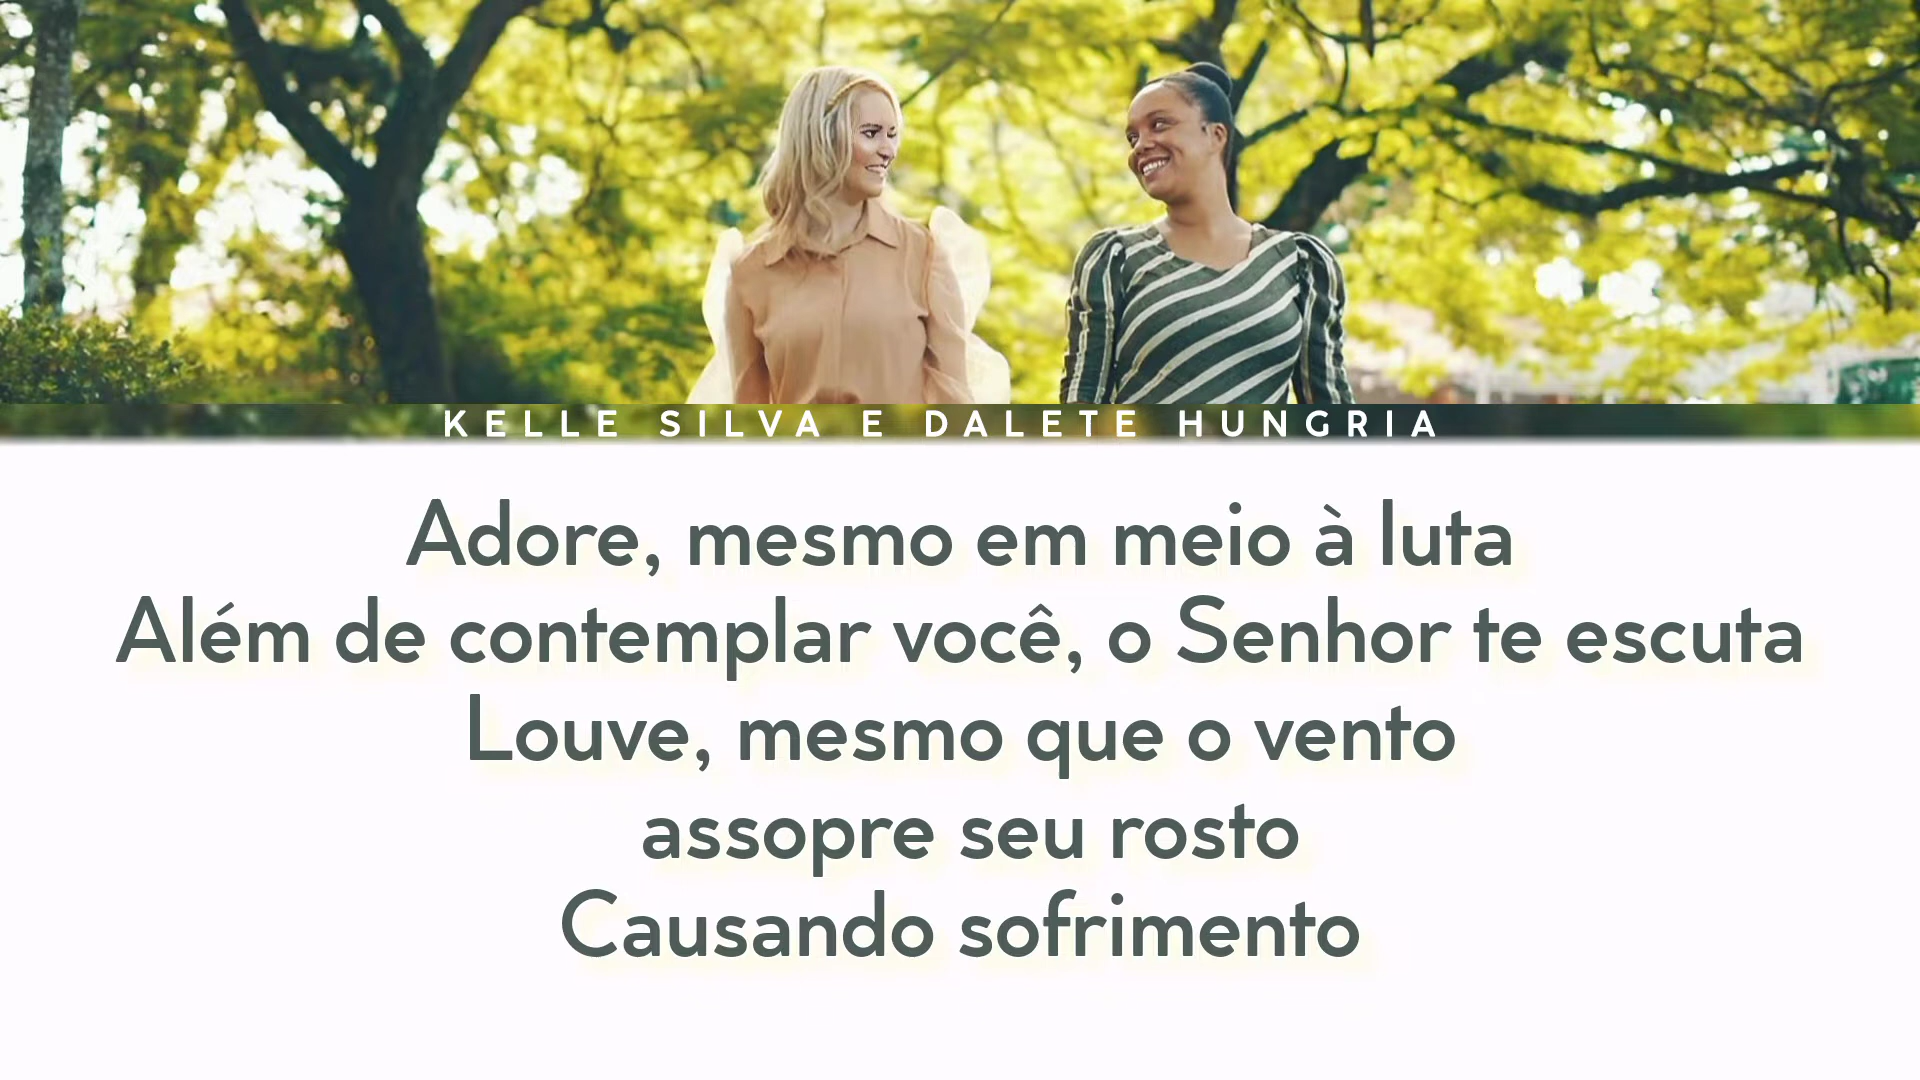 KELLE SILVA E DALETE HUNGRIA
Adore, mesmo em meio à luta
Além de contemplar você, o Senhor te escuta
Louve, mesmo que o vento
assopre seu rosto
Causando sofrimento